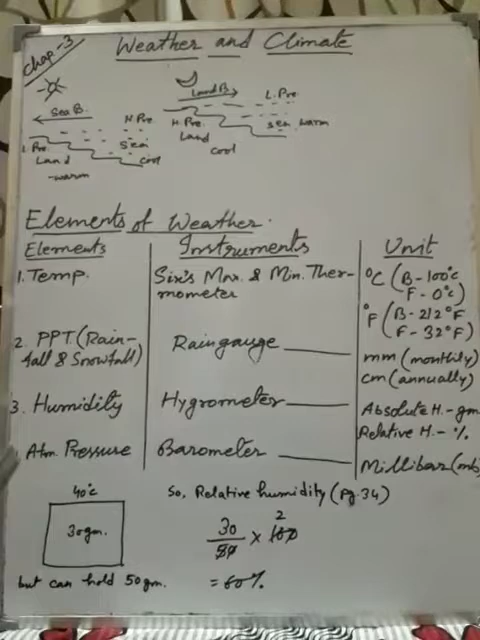 Chap-3
Weather and Climate
Sea B.
H Pre.
L Pre.
Land
Sea
cool
warm
Land B.
L. Pre.
H Pre.
Land
cool
Sea warm
Elements of Weather.
Elements Instruments Unit
1. Temp. Six's Max. & Min. Ther-
mometer
°C (B-100°C
F-0°C)
°F (B-212°F
F-32°F)
2. PPT. (Rain-
fall & Snowfall)
Raingauge
mm (monthly)
cm (annually)
3. Humidity Hygrometer Absolute H.-gm
Relative H.-%
Atm. Pressure Barometer Millibar (mb)
40°C
30gm.
but can hold 50gm.
So, Relative humidity (Pg.34)
30/50 x 100 2
= 60%